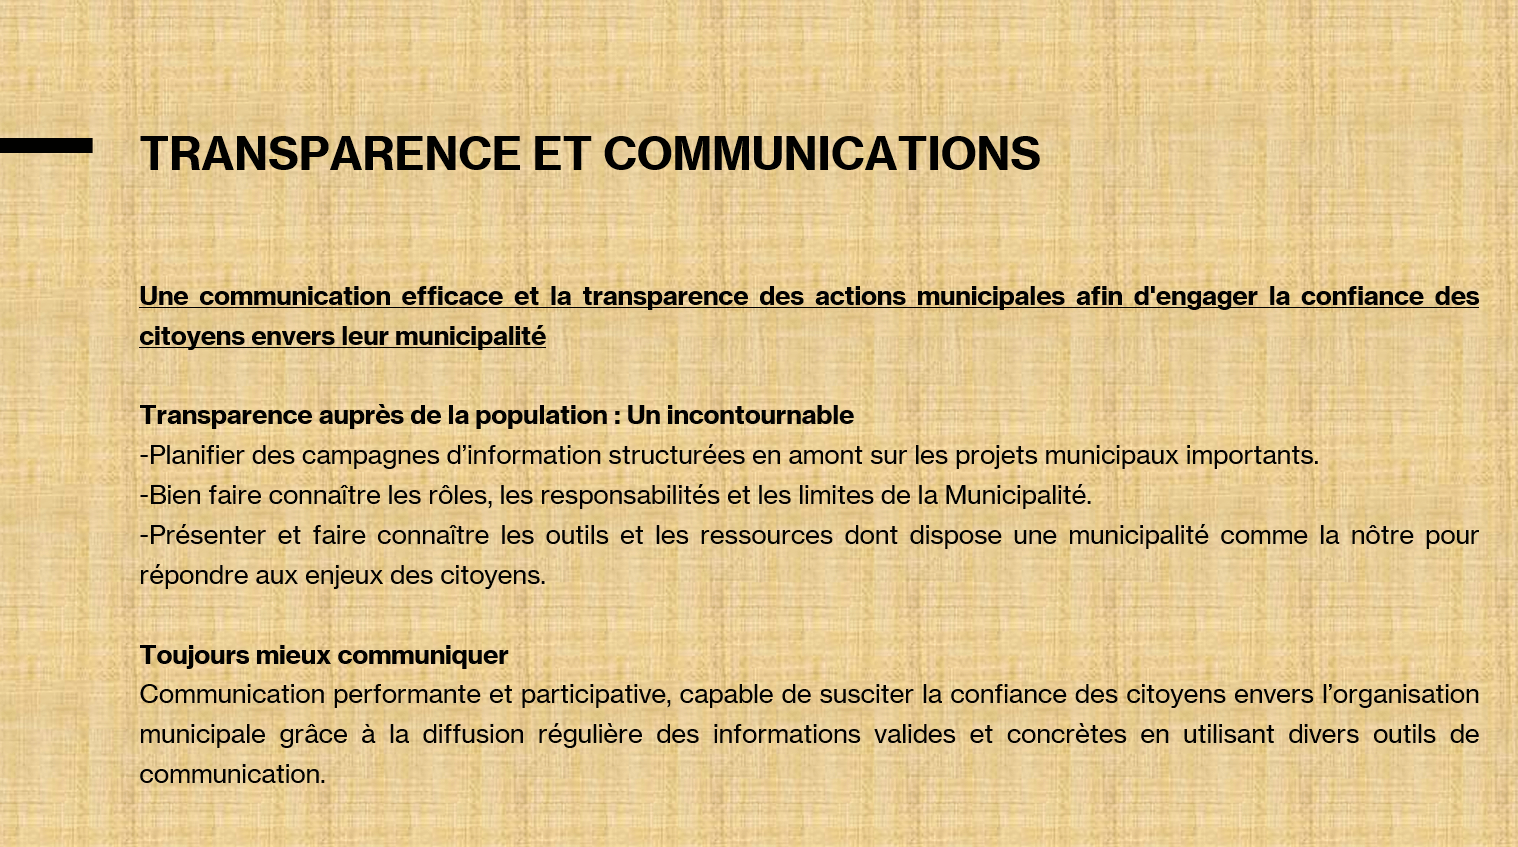 TRANSPARENCE ET COMMUNICATIONS
Une communication efficace et la transparence des actions municipales afin d'engager la confiance des
citoyens envers leur municipalité
Transparence auprès de la population : Un incontournable
-Planifier des campagnes d’information structurées en amont sur les projets municipaux importants.
-Bien faire connaître les rôles, les responsabilités et les limites de la Municipalité.
-Présenter et faire connaître les outils et les ressources dont dispose une municipalité comme la nôtre pour
répondre aux enjeux des citoyens.
Toujours mieux communiquer
Communication performante et participative, capable de susciter la confiance des citoyens envers l’organisation
municipale grâce à la diffusion régulière des informations valides et concrètes en utilisant divers outils de
communication.